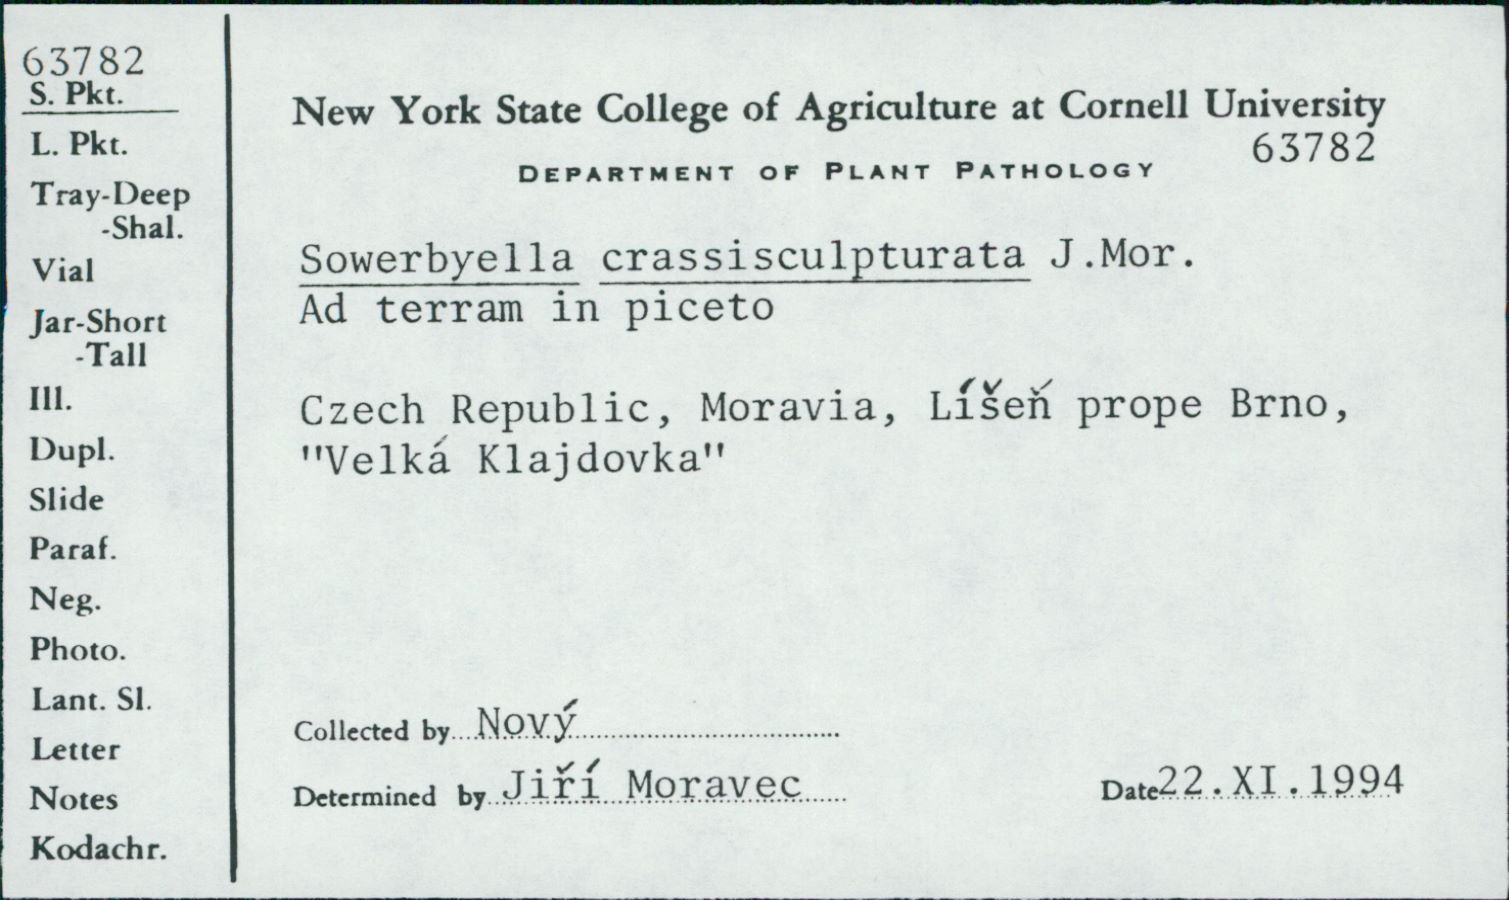 63782
S. Pkt.
L. Pkt.
Tray-Deep
-Shal.
Vial
Jar-Short
-Tall
Ill.
Dupl.
Slide
Paraf.
Neg.
Photo.
Lant. Sl.
Letter
Notes
Kodachr.
New York State College of Agriculture at Cornell University
63782
DEPARTMENT OF PLANT PATHOLOGY
Sowerbyella crassisculpturata J.Mor.
Ad terram in piceto
Czech Republic, Moravia, Líšeň prope Brno,
"Velká Klajdovka"
Collected by Nový
Determined by Jiří Moravec
Date 22.XI.1994